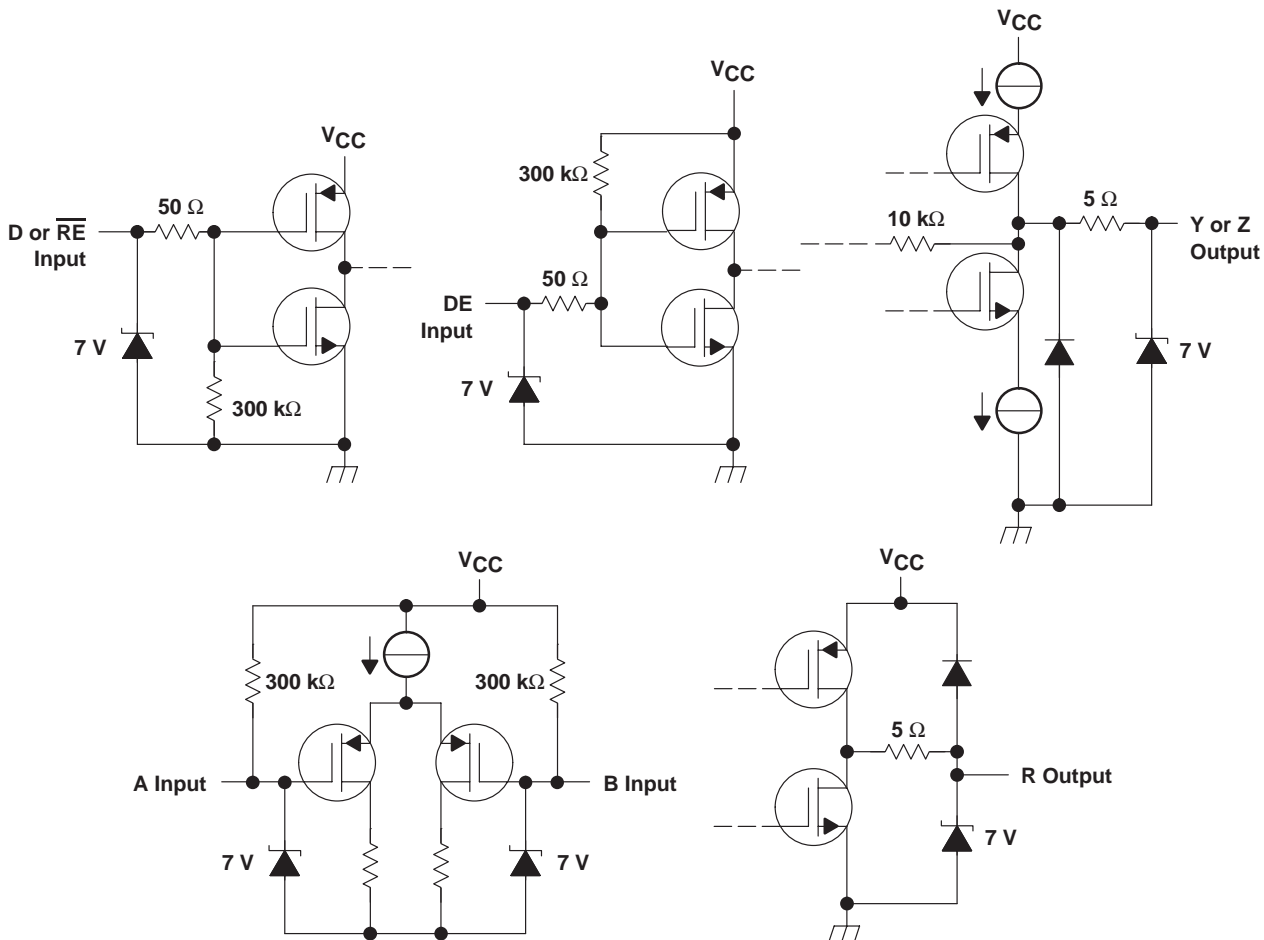 VCC
D or RE
Input
50 Ω
7 V
300 kΩ
VCC
300 kΩ
50 Ω
DE
Input
7 V
VCC
10 kΩ
5 Ω
Y or Z
Output
7 V
VCC
300 kΩ
300 kΩ
A Input
B Input
7 V
7 V
VCC
5 Ω
R Output
7 V